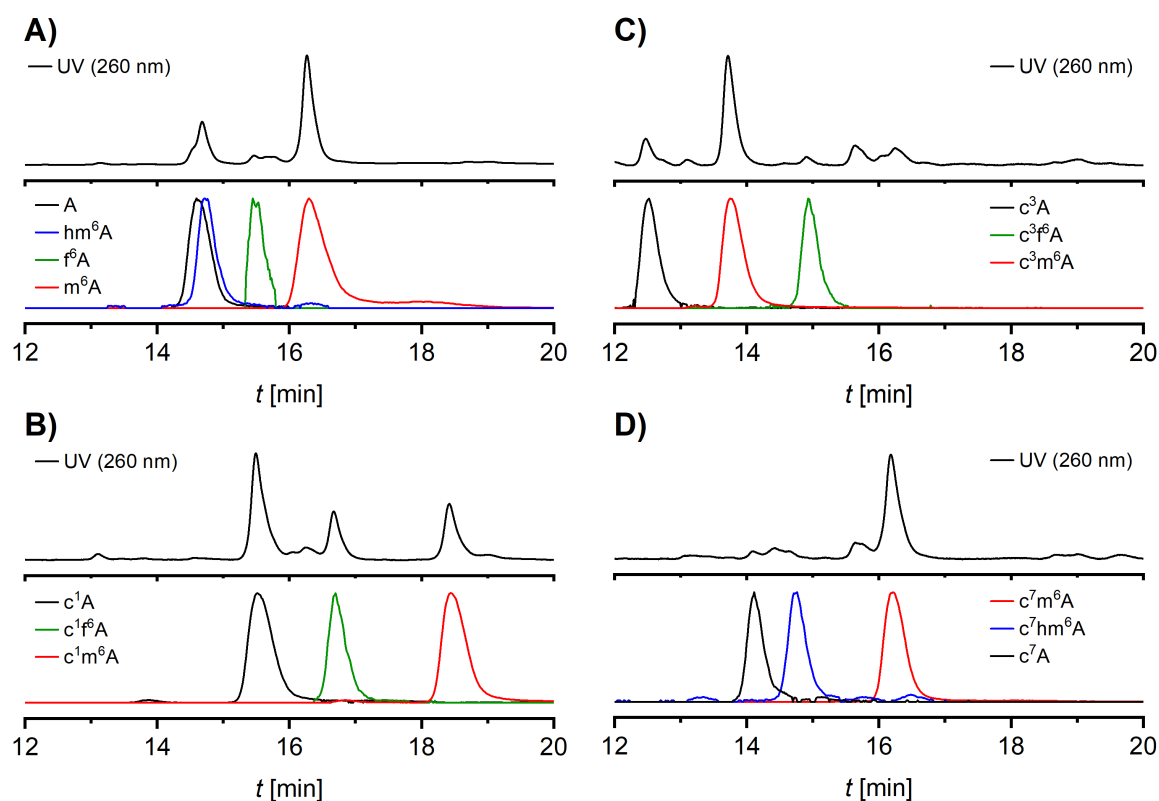 A)
UV (260 nm)
A
hm⁶A
f⁶A
m⁶A
12 14 16 18 20
t [min]
C)
UV (260 nm)
c³A
c³f⁶A
c³m⁶A
12 14 16 18 20
t [min]
B)
UV (260 nm)
c¹A
c¹f⁶A
c¹m⁶A
12 14 16 18 20
t [min]
D)
UV (260 nm)
c⁷m⁶A
c⁷hm⁶A
c⁷A
12 14 16 18 20
t [min]